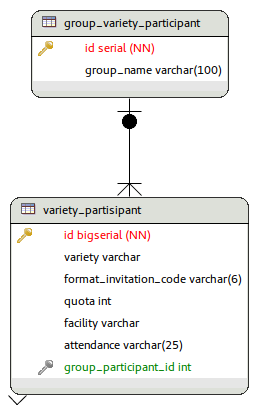 group_variety_participant
id serial (NN)
group_name varchar(100)
variety_partisipant
id bigserial (NN)
variety varchar
format_invitation_code varchar(6)
quota int
facility varchar
attendance varchar(25)
group_participant_id int